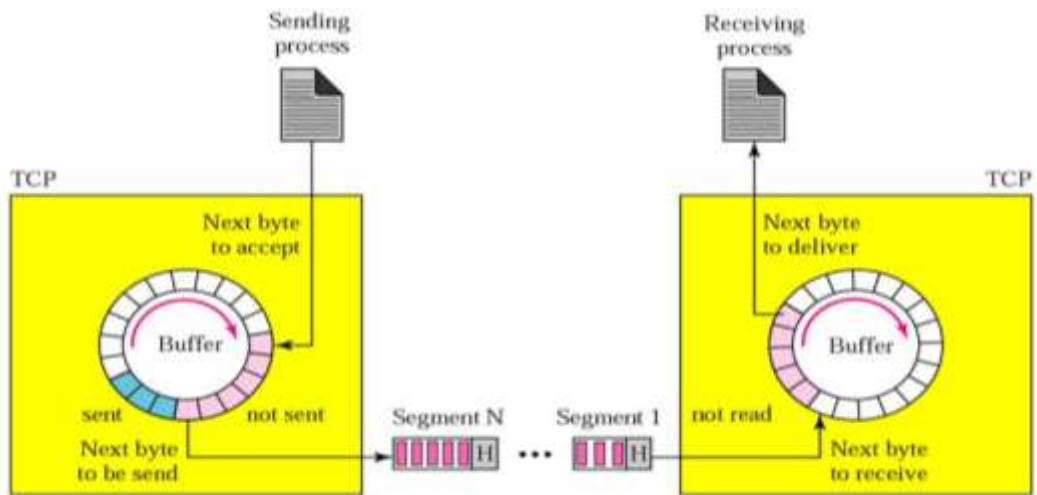 Sending
process
Receiving
process
TCP
TCP
Next byte
to accept
Next byte
to deliver
Buffer
Buffer
sent
not sent
Segment N
Segment 1
not read
Next byte
to be send
H
H
Next byte
to receive